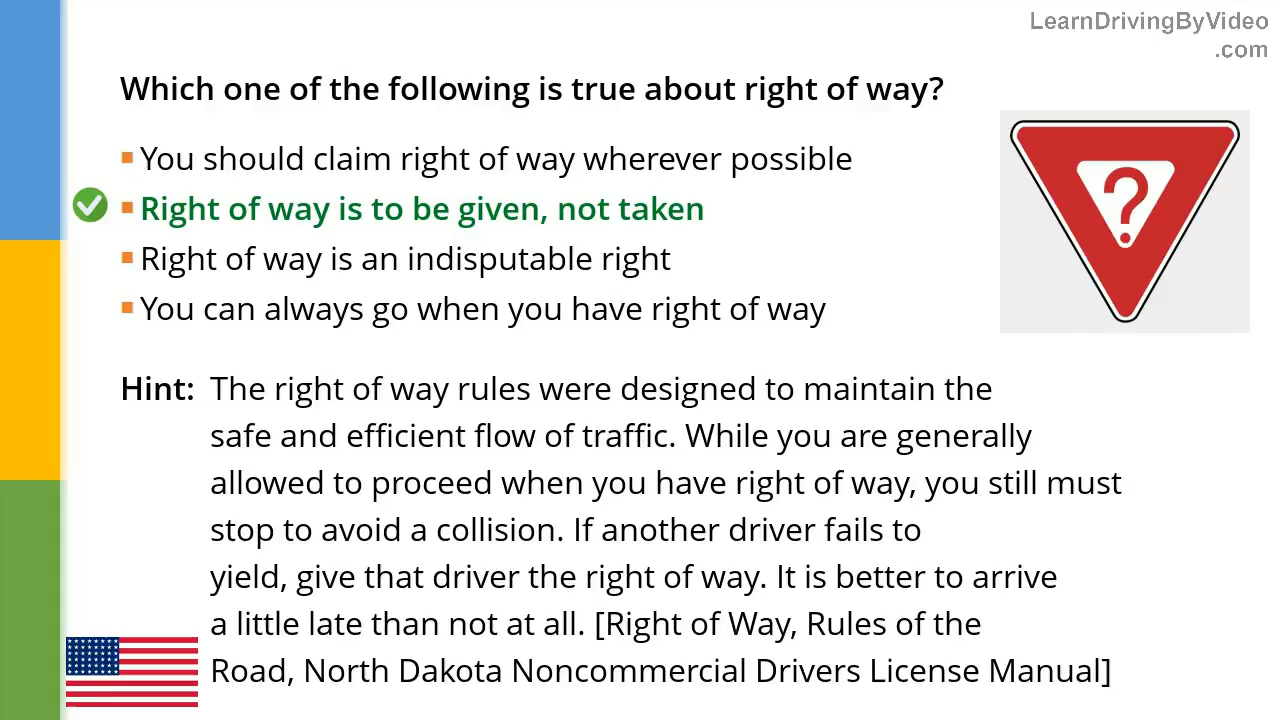 LearnDrivingByVideo
.com
Which one of the following is true about right of way?
You should claim right of way wherever possible
Right of way is to be given, not taken
Right of way is an indisputable right
You can always go when you have right of way
?
Hint: The right of way rules were designed to maintain the
safe and efficient flow of traffic. While you are generally
allowed to proceed when you have right of way, you still must
stop to avoid a collision. If another driver fails to
yield, give that driver the right of way. It is better to arrive
a little late than not at all. [Right of Way, Rules of the
Road, North Dakota Noncommercial Drivers License Manual]